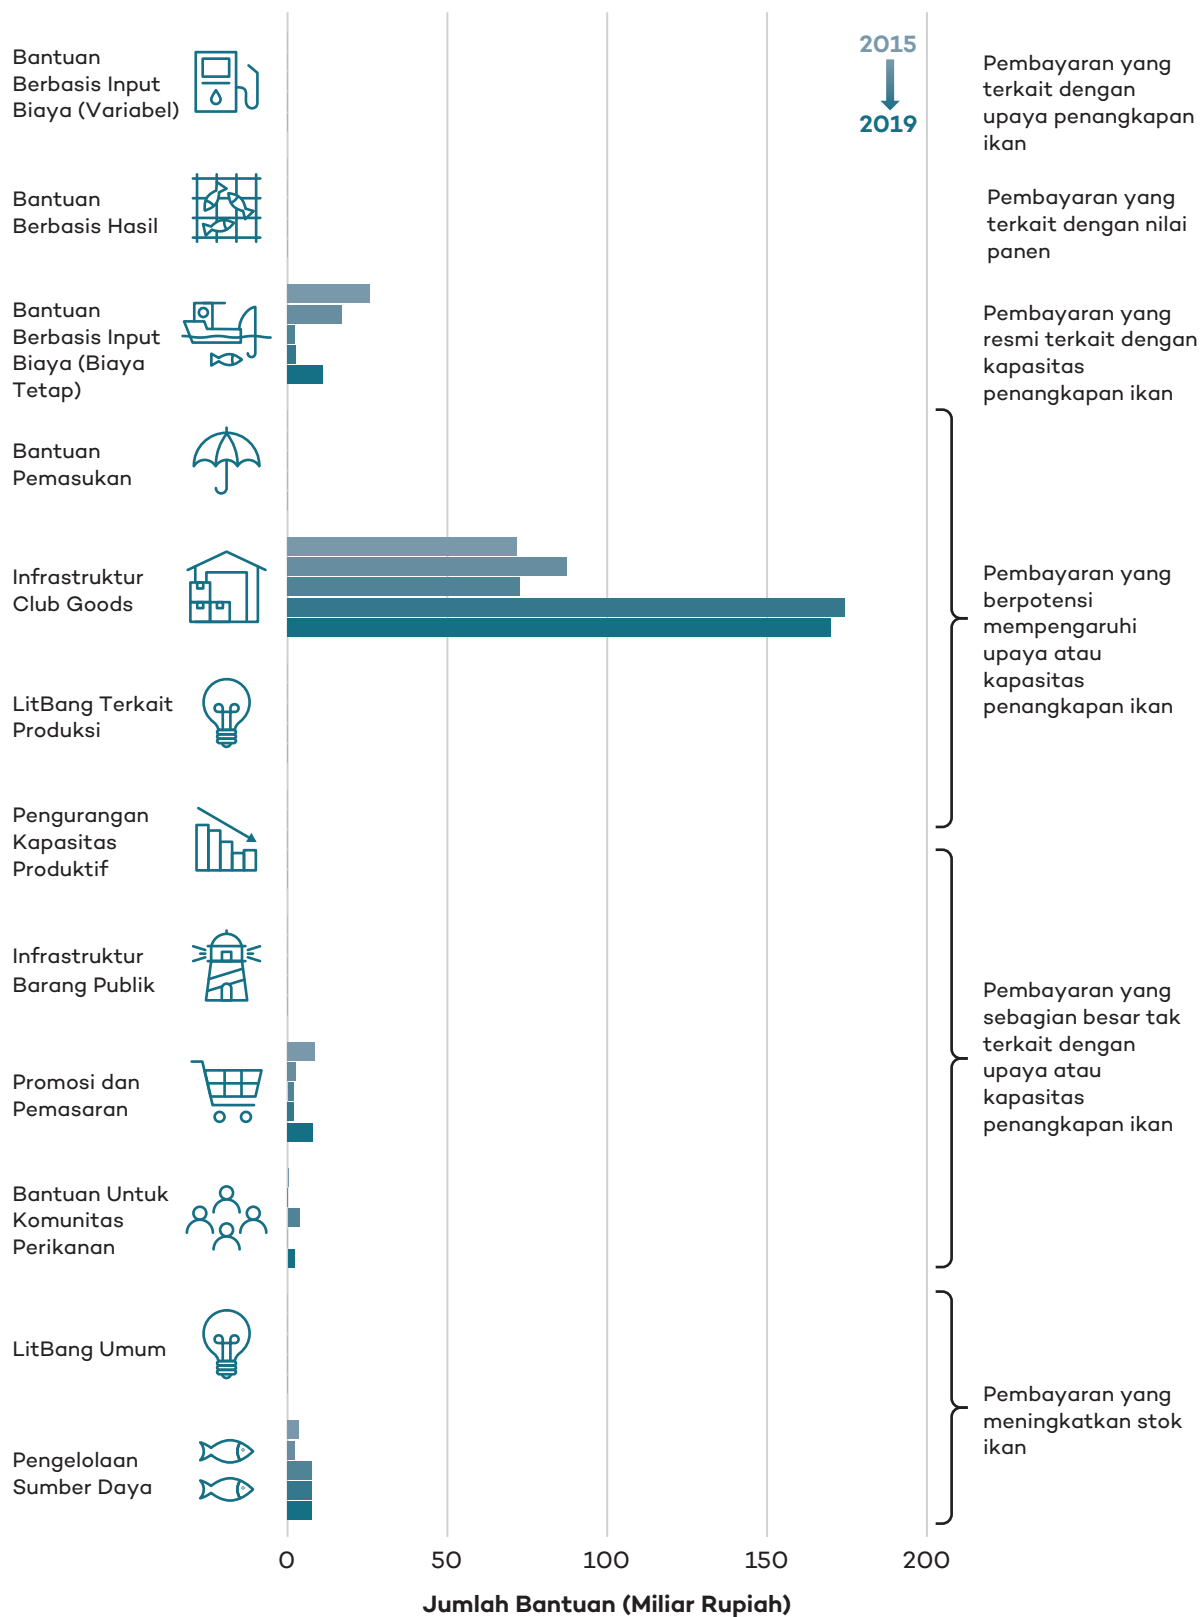 2015
2019
Bantuan
Berbasis Input
Biaya (Variabel)
Pembayaran yang
terkait dengan
upaya penangkapan
ikan
Bantuan
Berbasis Hasil
Pembayaran yang
terkait dengan nilai
panen
Bantuan
Berbasis Input
Biaya (Biaya
Tetap)
Pembayaran yang
resmi terkait dengan
kapasitas
penangkapan ikan
Bantuan
Pemasukan
Infrastruktur
Club Goods
LitBang Terkait
Produksi
Pembayaran yang
berpotensi
mempengaruhi
upaya atau
kapasitas
penangkapan ikan
Pengurangan
Kapasitas
Produktif
Infrastruktur
Barang Publik
Promosi dan
Pemasaran
Bantuan Untuk
Komunitas
Perikanan
Pembayaran yang
sebagian besar tak
terkait dengan
upaya atau
kapasitas
penangkapan ikan
LitBang Umum
Pengelolaan
Sumber Daya
Pembayaran yang
meningkatkan stok
ikan
0 50 100 150 200
Jumlah Bantuan (Miliar Rupiah)